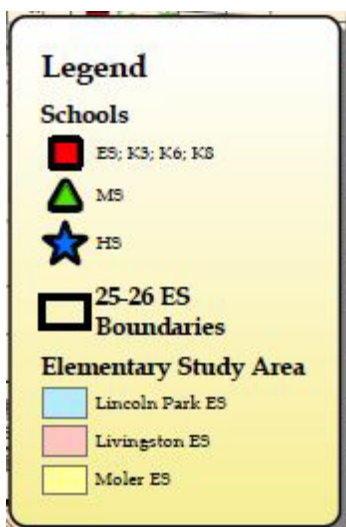 Legend
Schools
ES; K3; K6; K8
MS
HS
25-26 ES
Boundaries
Elementary Study Area
Lincoln Park ES
Livingston ES
Moler ES